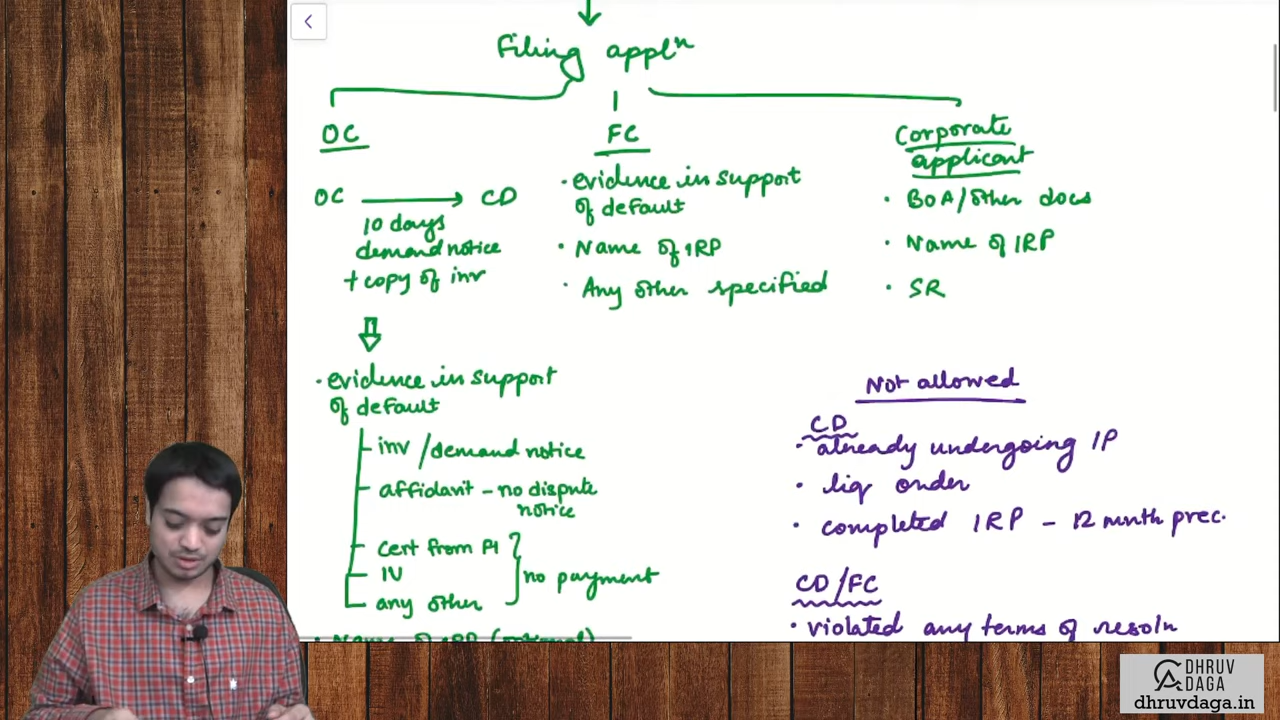 Filing applⁿ
OC
OC → CD
10 days
demand notice
+ copy of inv
• evidence in support
of default
inv / demand notice
affidavit - no dispute
notice
Cert from FI
IU
any other
no payment
• Name of IRP (optional)
FC
• evidence in support
of default
• Name of IRP
• Any other specified
Corporate
applicant
• BOA/other docs
• Name of IRP
• SR
Not allowed
CD
• already undergoing IP
• liq order
• completed IRP - 12 mnth prec.
CD/FC
• violated any terms of resoln
DHRUV
DAGA
dhruvdaga.in